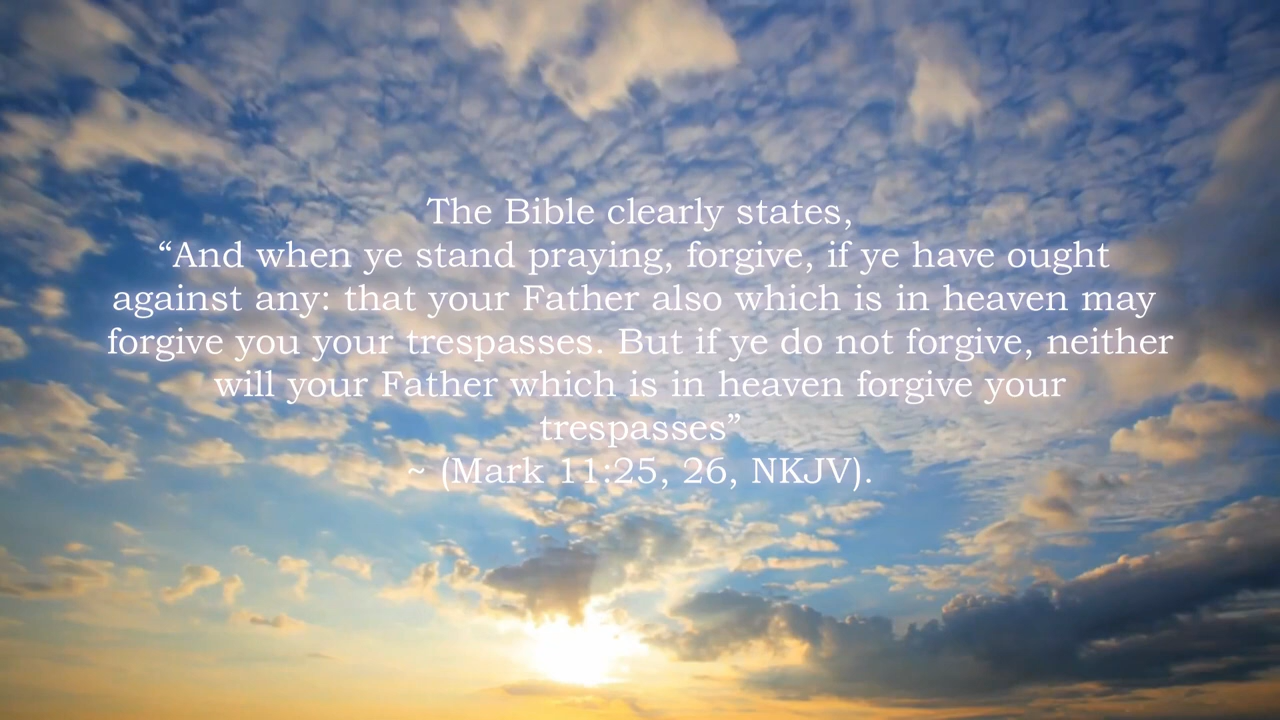 The Bible clearly states,
“And when ye stand praying, forgive, if ye have ought
against any: that your Father also which is in heaven may
forgive you your trespasses. But if ye do not forgive, neither
will your Father which is in heaven forgive your
trespasses”
~ (Mark 11:25, 26, NKJV).